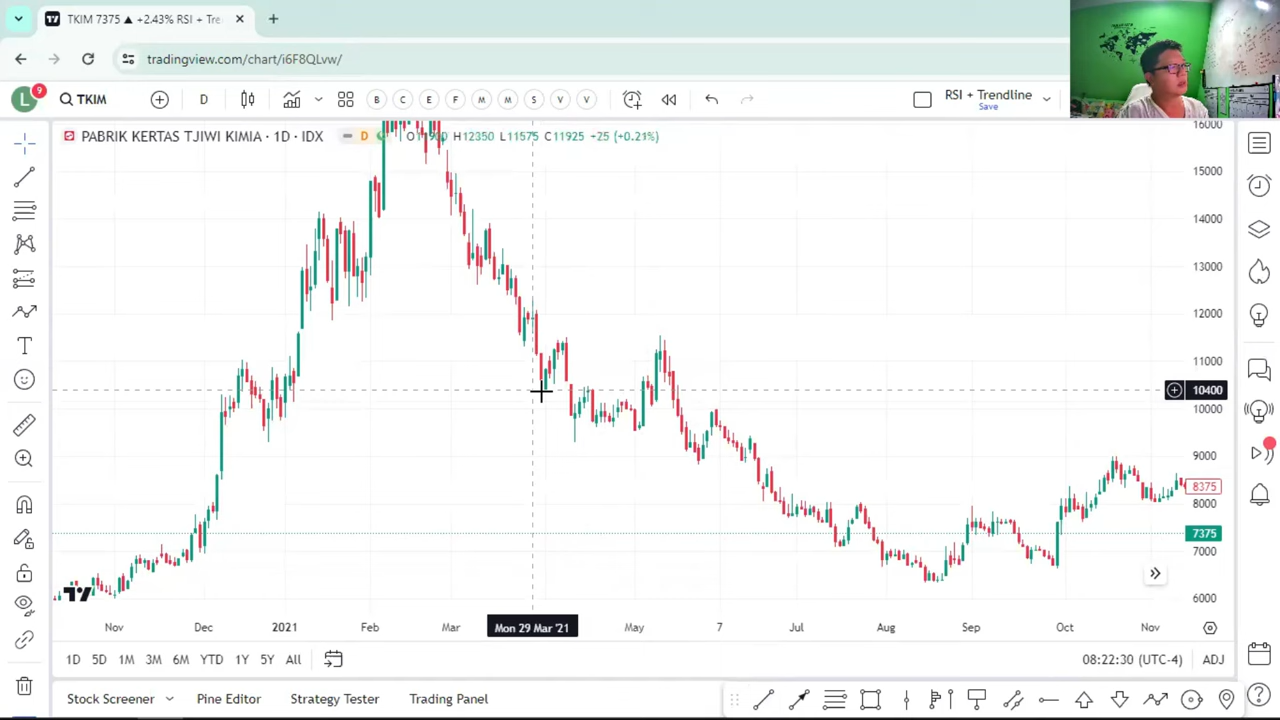 TKIM 7375 ▲ +2.43% RSI + Tre
tradingview.com/chart/i6F8QLvw/
L 9 TKIM D B C E F M M S V V RSI + Trendline
Save
PABRIK KERTAS TJIWI KIMIA · 1D · IDX D H12350 L11575 C11925 +25 (+0.21%)
16000
15000
14000
13000
12000
11000
10400
10000
9000
8375
8000
7375
7000
6000
Nov Dec 2021 Feb Mar Mon 29 Mar '21 May 7 Jul Aug Sep Oct Nov
1D 5D 1M 3M 6M YTD 1Y 5Y All 08:22:30 (UTC-4) ADJ
Stock Screener Pine Editor Strategy Tester Trading Panel